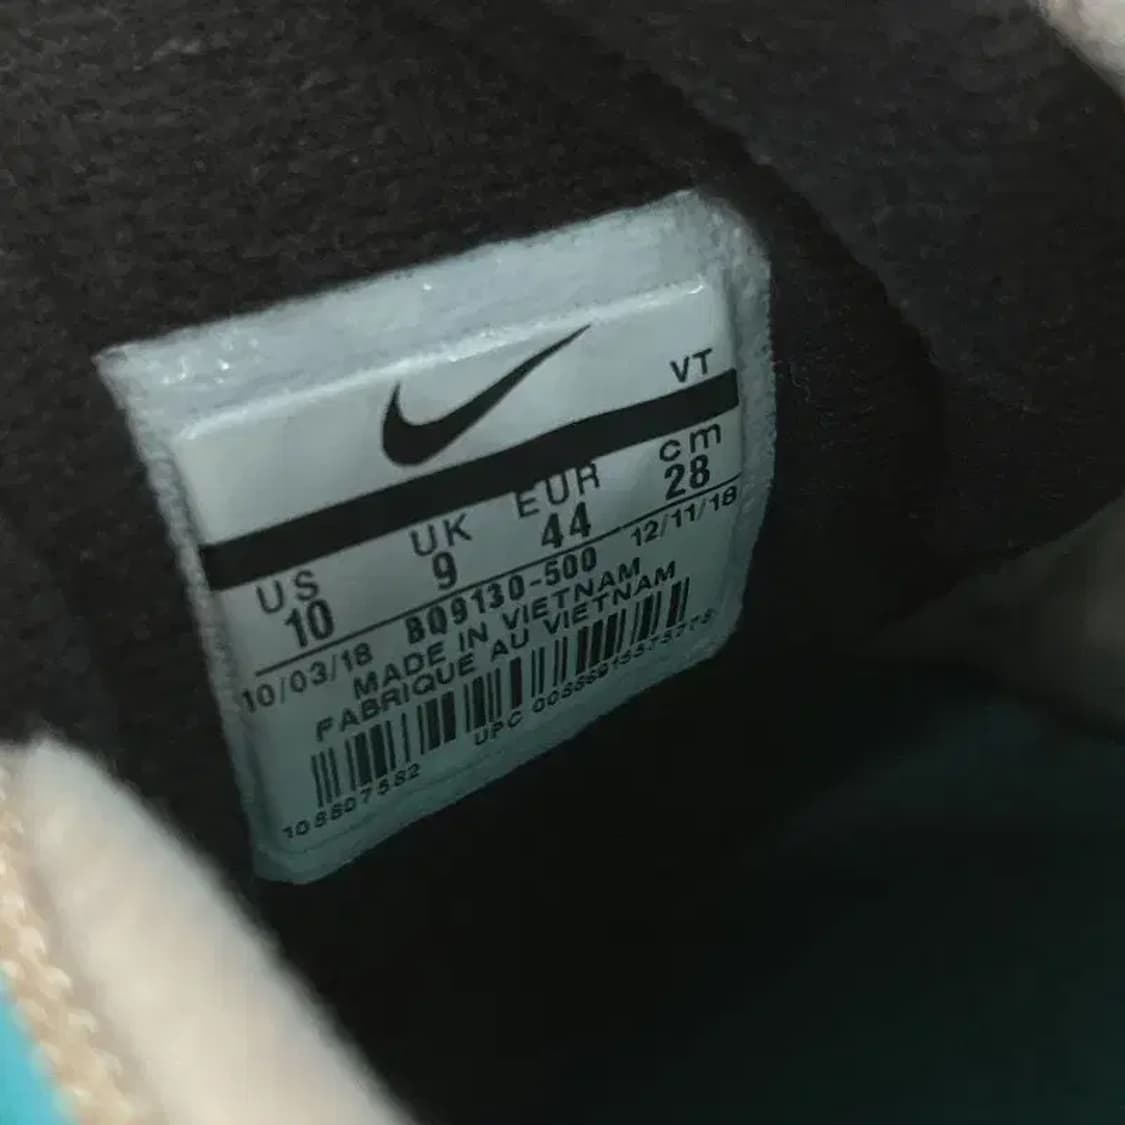 VT
US UK EUR cm
10 9 44 28
10/03/18 BQ9130-500 12/11/18
MADE IN VIETNAM
FABRIQUE AU VIETNAM
UPC